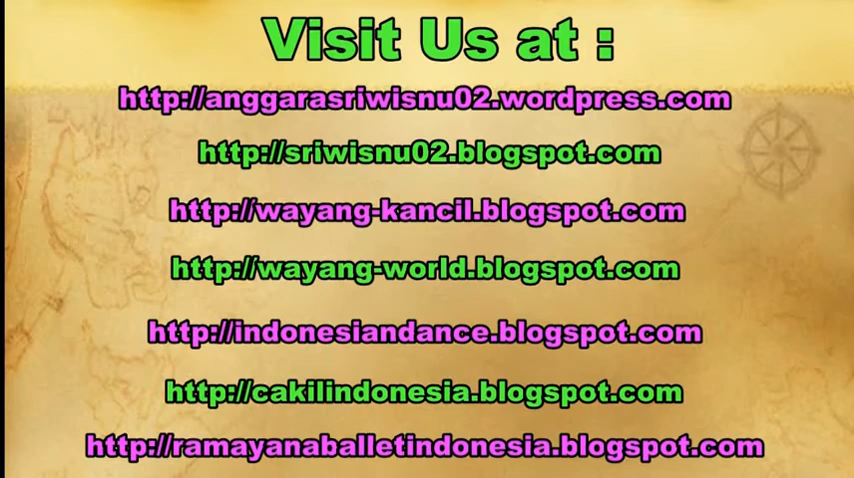 Visit Us at :
http://anggarasriwisnu02.wordpress.com
http://sriwisnu02.blogspot.com
http://wayang-kancil.blogspot.com
http://wayang-world.blogspot.com
http://indonesiandance.blogspot.com
http://cakilindonesia.blogspot.com
http://ramayanaballetindonesia.blogspot.com